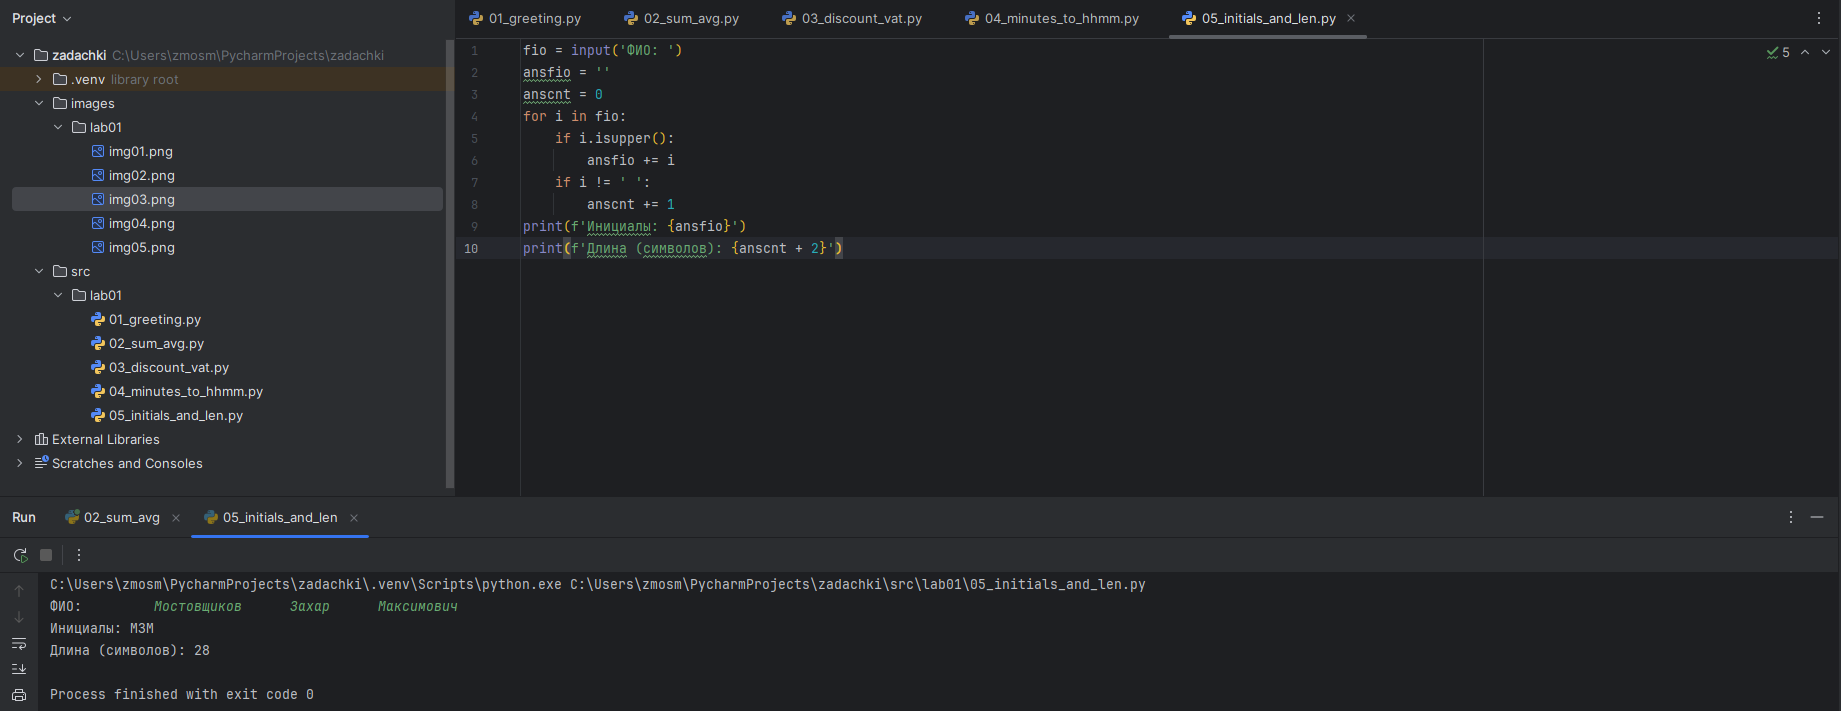 Project
zadachki C:\Users\zmosm\PycharmProjects\zadachki
.venv library root
images
lab01
img01.png
img02.png
img03.png
img04.png
img05.png
src
lab01
01_greeting.py
02_sum_avg.py
03_discount_vat.py
04_minutes_to_hhmm.py
05_initials_and_len.py
External Libraries
Scratches and Consoles
01_greeting.py 02_sum_avg.py 03_discount_vat.py 04_minutes_to_hhmm.py 05_initials_and_len.py
5
1 fio = input('ФИО: ')
2 ansfio = ''
3 anscnt = 0
4 for i in fio:
5     if i.isupper():
6         ansfio += i
7     if i != ' ':
8         anscnt += 1
9 print(f'Инициалы: {ansfio}')
10 print(f'Длина (символов): {anscnt + 2}')
Run 02_sum_avg 05_initials_and_len
C:\Users\zmosm\PycharmProjects\zadachki\.venv\Scripts\python.exe C:\Users\zmosm\PycharmProjects\zadachki\src\lab01\05_initials_and_len.py
ФИО:         Мостовщиков      Захар      Максимович
Инициалы: МЗМ
Длина (символов): 28
Process finished with exit code 0